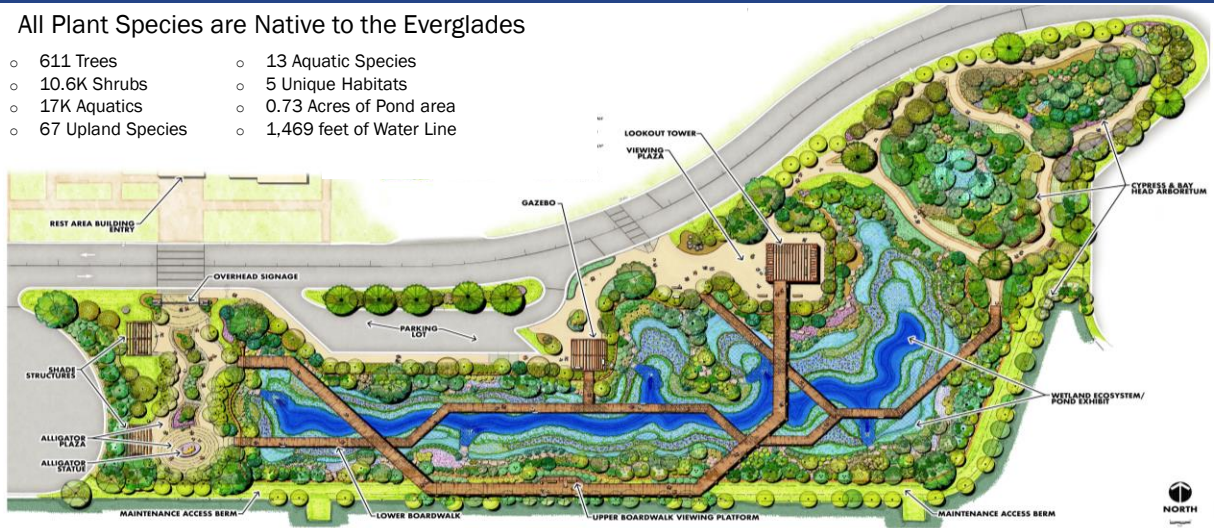 All Plant Species are Native to the Everglades
o 611 Trees
o 10.6K Shrubs
o 17K Aquatics
o 67 Upland Species
o 13 Aquatic Species
o 5 Unique Habitats
o 0.73 Acres of Pond area
o 1,469 feet of Water Line
LOOKOUT TOWER
VIEWING
PLAZA
CYPRESS & BAY
HEAD ARBORETUM
GAZEBO
REST AREA BUILDING
ENTRY
OVERHEAD SIGNAGE
PARKING
LOT
SHADE
STRUCTURES
WETLAND ECOSYSTEM/
POND EXHIBIT
ALLIGATOR
PLAZA
ALLIGATOR
STATUE
MAINTENANCE ACCESS BERM
LOWER BOARDWALK
UPPER BOARDWALK VIEWING PLATFORM
MAINTENANCE ACCESS BERM
NORTH